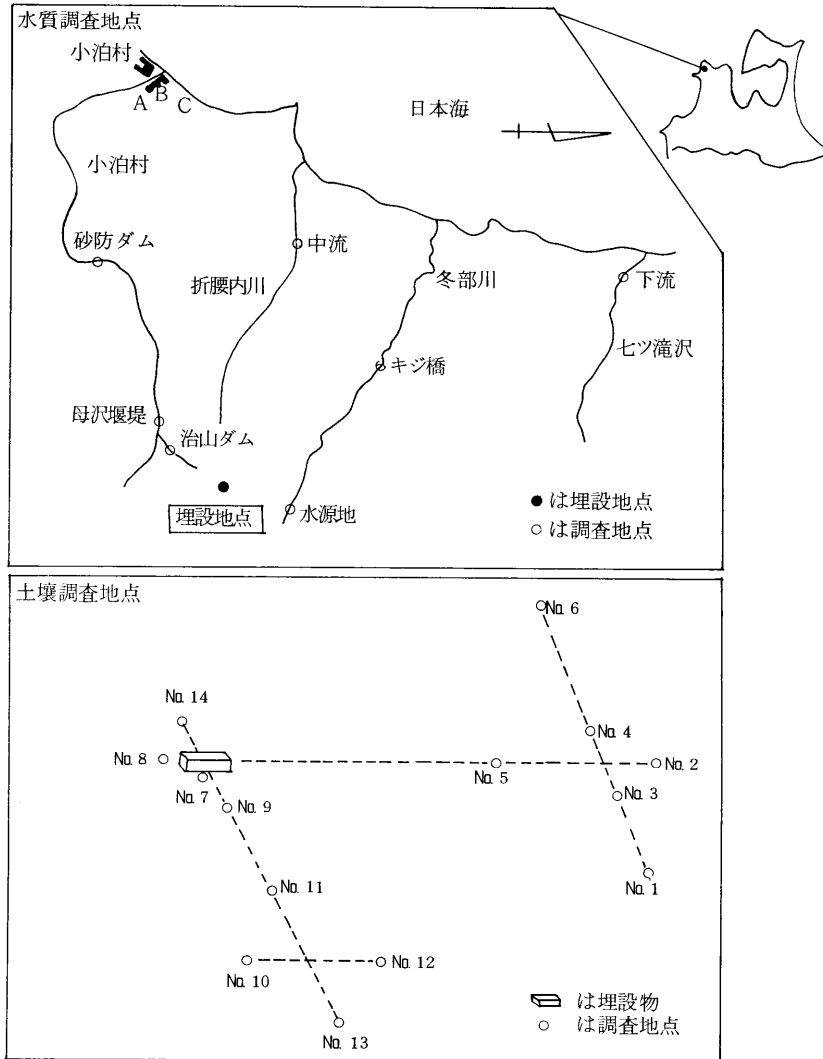 水質調査地点
小泊村
A
B
C
日本海
小泊村
砂防ダム
中流
折腰内川
冬部川
下流
キジ橋
七ツ滝沢
母沢堰堤
治山ダム
埋設地点
水源地
●は埋設地点
○は調査地点
土壌調査地点
No. 6
No. 14
No. 4
No. 8
No. 5
No. 2
No. 7
No. 9
No. 3
No. 11
No. 1
No. 10
No. 12
No. 13
は埋設物
○ は調査地点